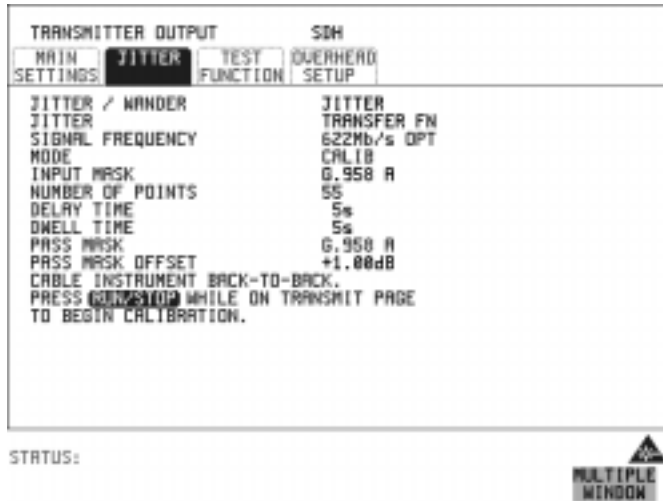 TRANSMITTER OUTPUT SDH
MAIN SETTINGS JITTER TEST FUNCTION OVERHEAD SETUP
JITTER / WANDER JITTER
JITTER TRANSFER FN
SIGNAL FREQUENCY 622Mb/s OPT
MODE CALIB
INPUT MASK G.958 A
NUMBER OF POINTS 55
DELAY TIME 5s
DWELL TIME 5s
PASS MASK G.958 A
PASS MASK OFFSET +1.00dB
CABLE INSTRUMENT BACK-TO-BACK.
PRESS RUN/STOP WHILE ON TRANSMIT PAGE
TO BEGIN CALIBRATION.
STATUS:
MULTIPLE
WINDOW